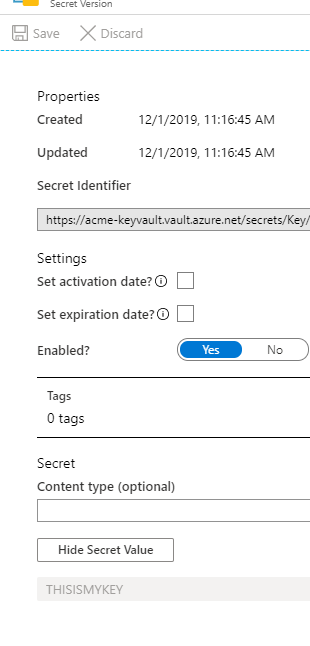 Secret Version
Save Discard
Properties
Created 12/1/2019, 11:16:45 AM
Updated 12/1/2019, 11:16:45 AM
Secret Identifier
https://acme-keyvault.vault.azure.net/secrets/Key/
Settings
Set activation date?
Set expiration date?
Enabled? Yes No
Tags
0 tags
Secret
Content type (optional)
Hide Secret Value
THISISMYKEY